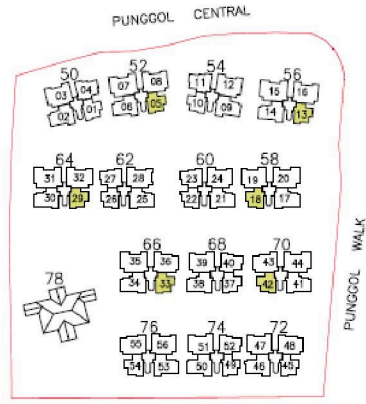 PUNGGOL CENTRAL
50 52 54 56
03 04 07 08 11 12 15 16
02 01 06 05 10 09 14 13
64 62 60 58
31 32 27 28 23 24 19 20
30 29 26 25 22 21 18 17
66 68 70
35 36 39 40 43 44
34 33 38 37 42 41
78
76 74 72
55 56 51 52 47 48
54 53 50 49 46 45
PUNGGOL WALK